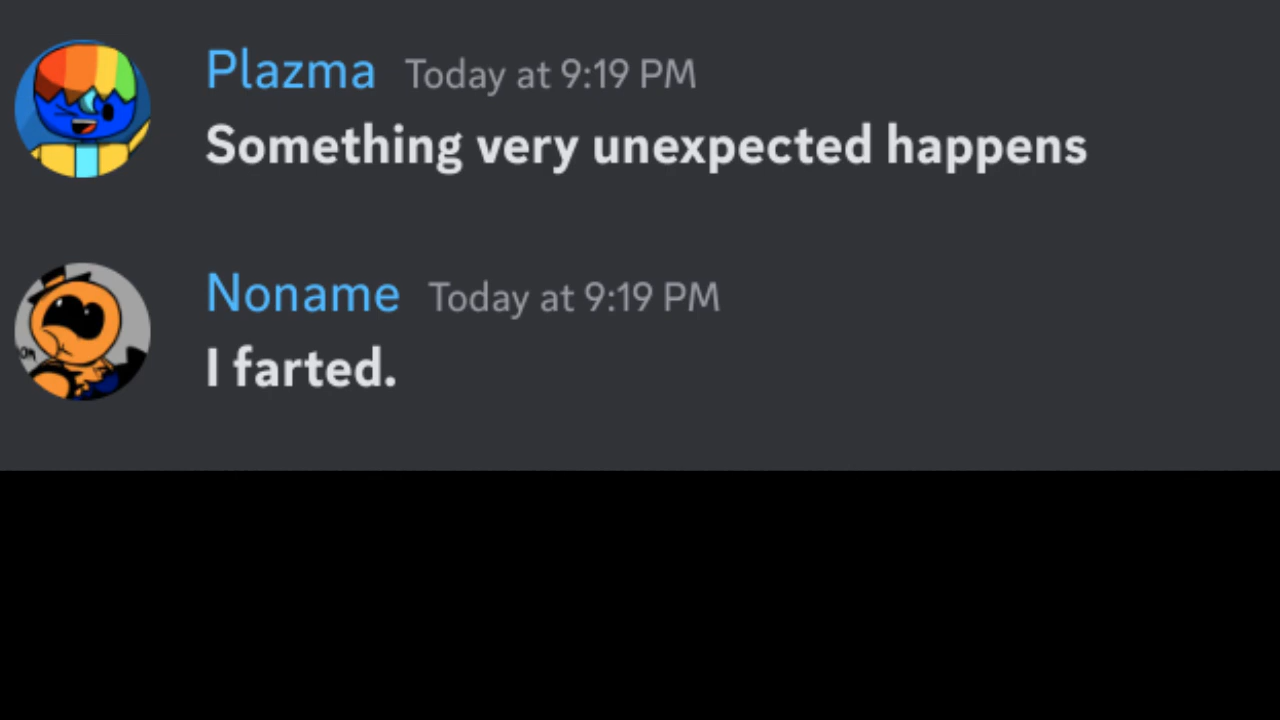 Plazma Today at 9:19 PM
Something very unexpected happens
Noname Today at 9:19 PM
I farted.